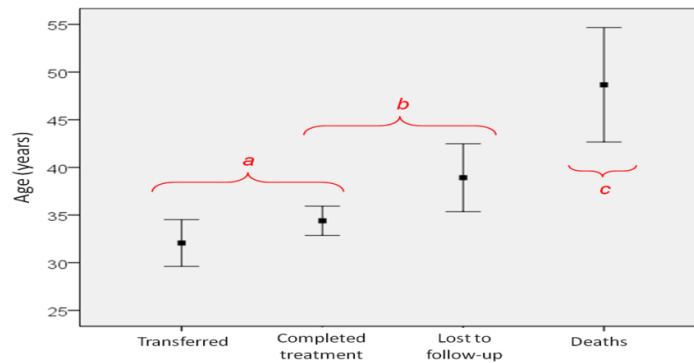 55
50
45
40
35
30
25
Age (years)
a
b
c
Transferred
Completed
treatment
Lost to
follow-up
Deaths